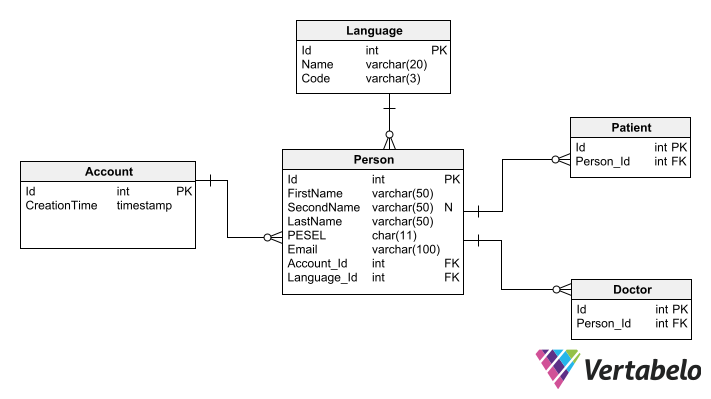 Language
Id int PK
Name varchar(20)
Code varchar(3)
Account
Id int PK
CreationTime timestamp
Person
Id int PK
FirstName varchar(50)
SecondName varchar(50) N
LastName varchar(50)
PESEL char(11)
Email varchar(100)
Account_Id int FK
Language_Id int FK
Patient
Id int PK
Person_Id int FK
Doctor
Id int PK
Person_Id int FK
Vertabelo